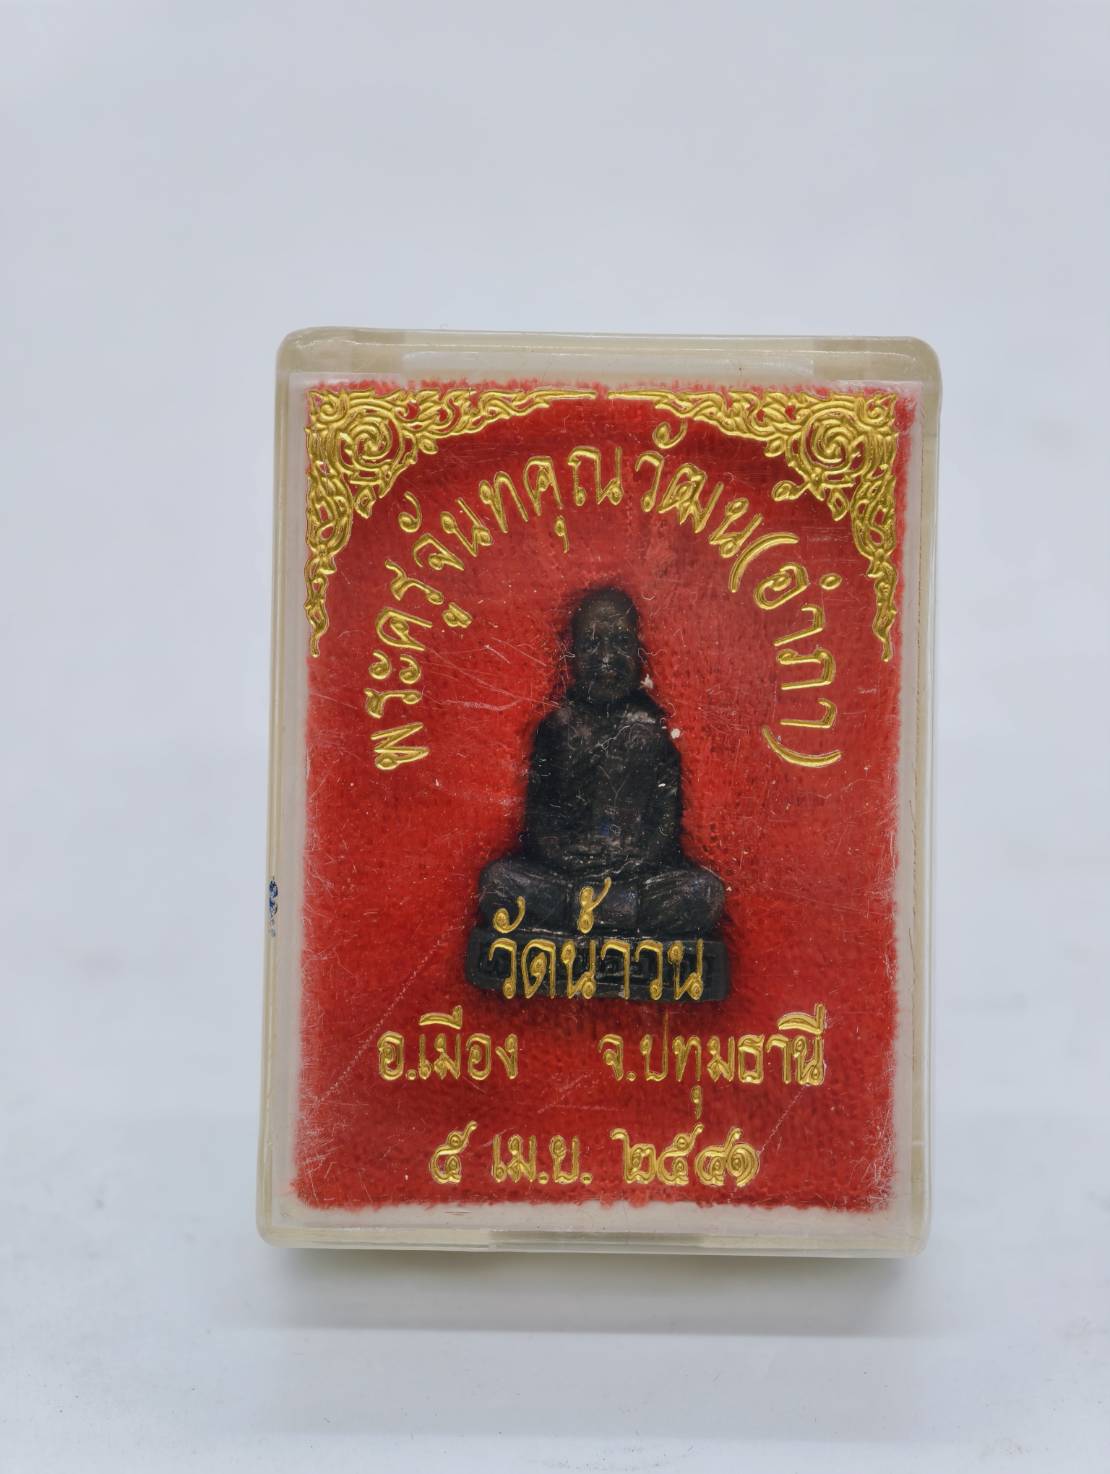 พระครูจันทคุณวัฒน(อำภา)
วัดน้ำวน
อ.เมือง จ.ปทุมธานี
๕ เม.ย. ๒๕๔๑